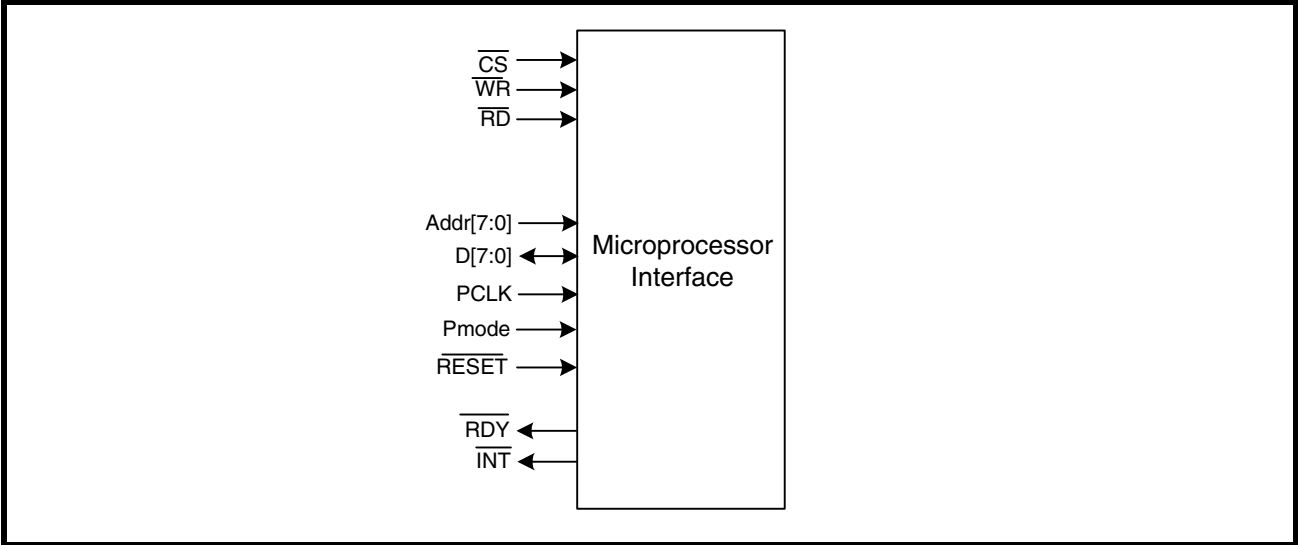 CS
WR
RD
Addr[7:0]
D[7:0]
PCLK
Pmode
RESET
RDY
INT
Microprocessor
Interface